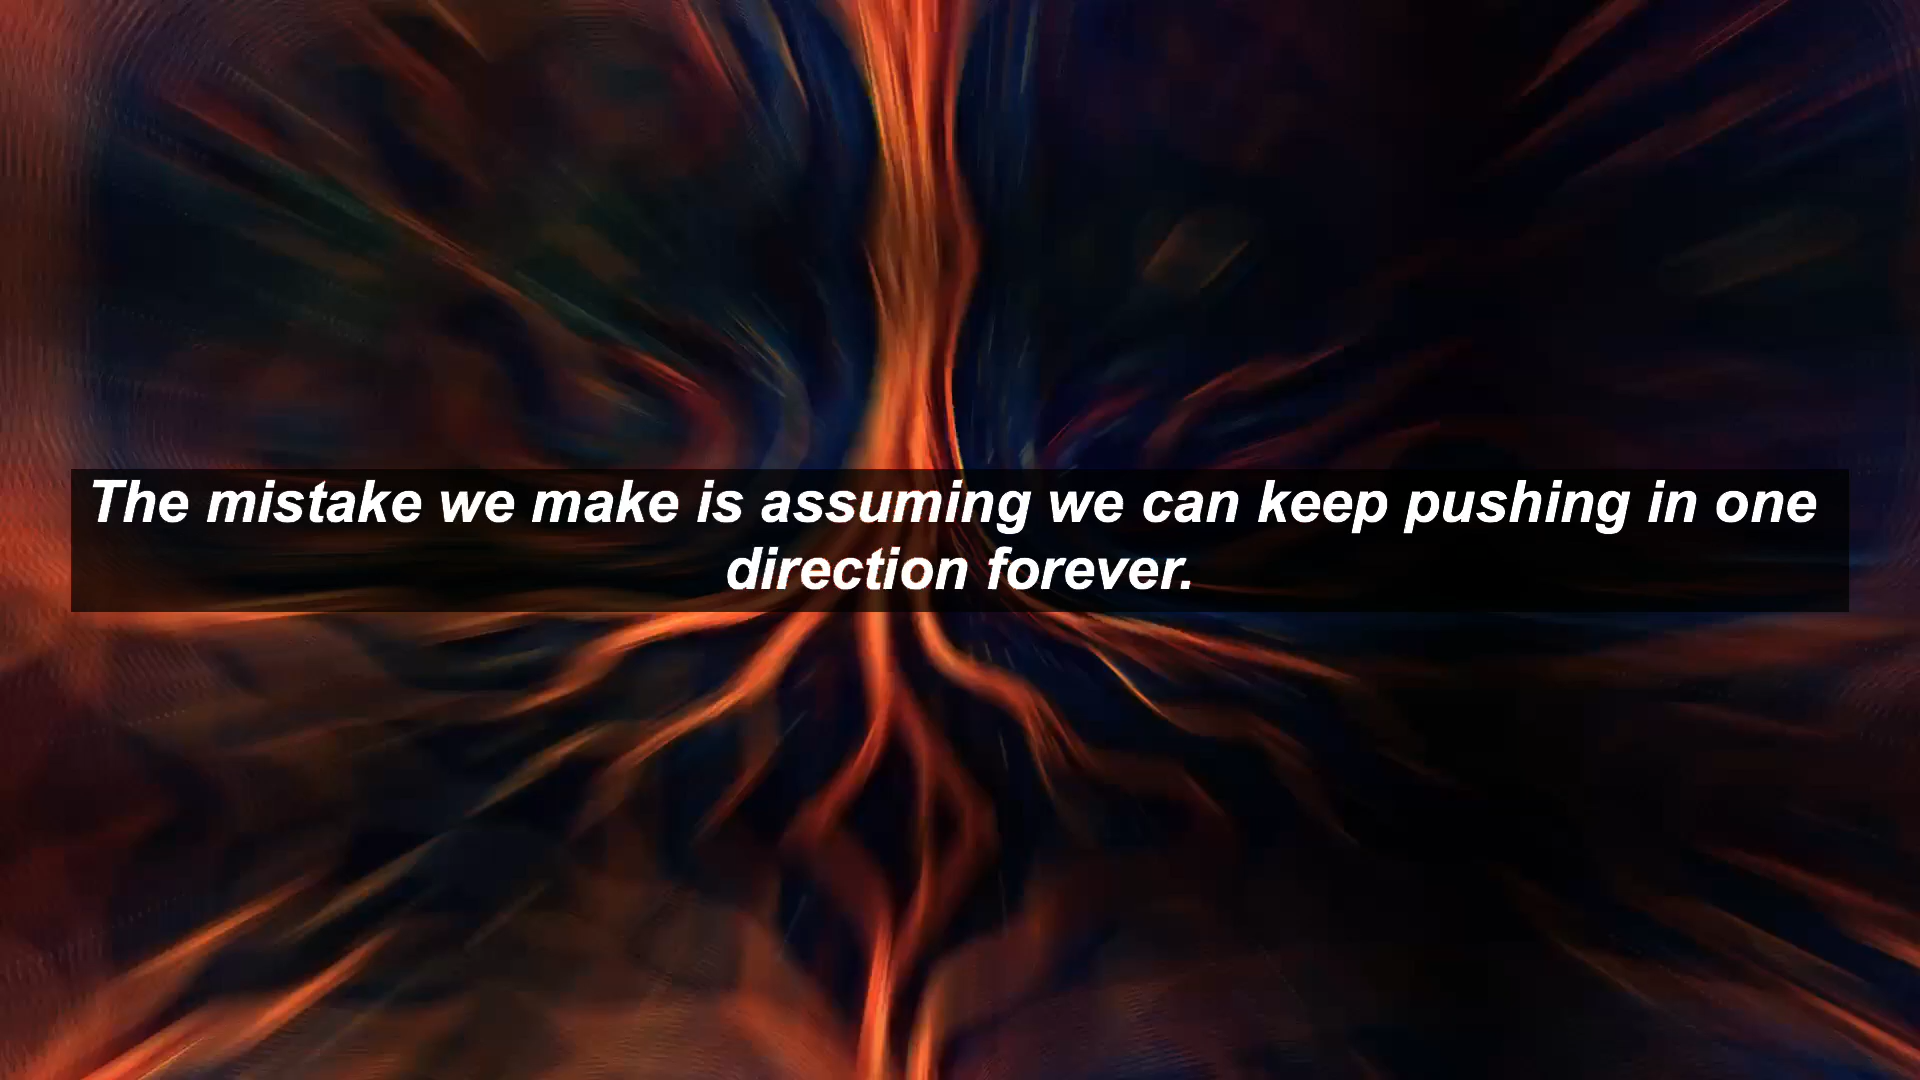 The mistake we make is assuming we can keep pushing in one
direction forever.